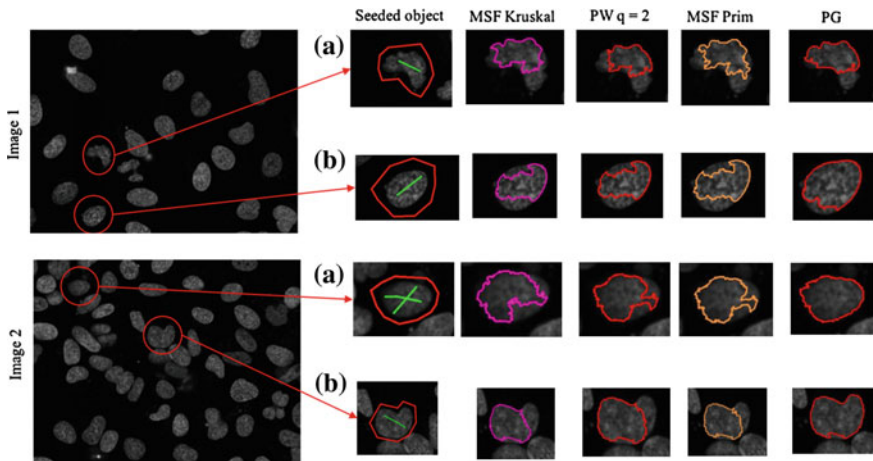 Seeded object MSF Kruskal PW q = 2 MSF Prim PG
Image 1
(a)
(b)
Image 2
(a)
(b)